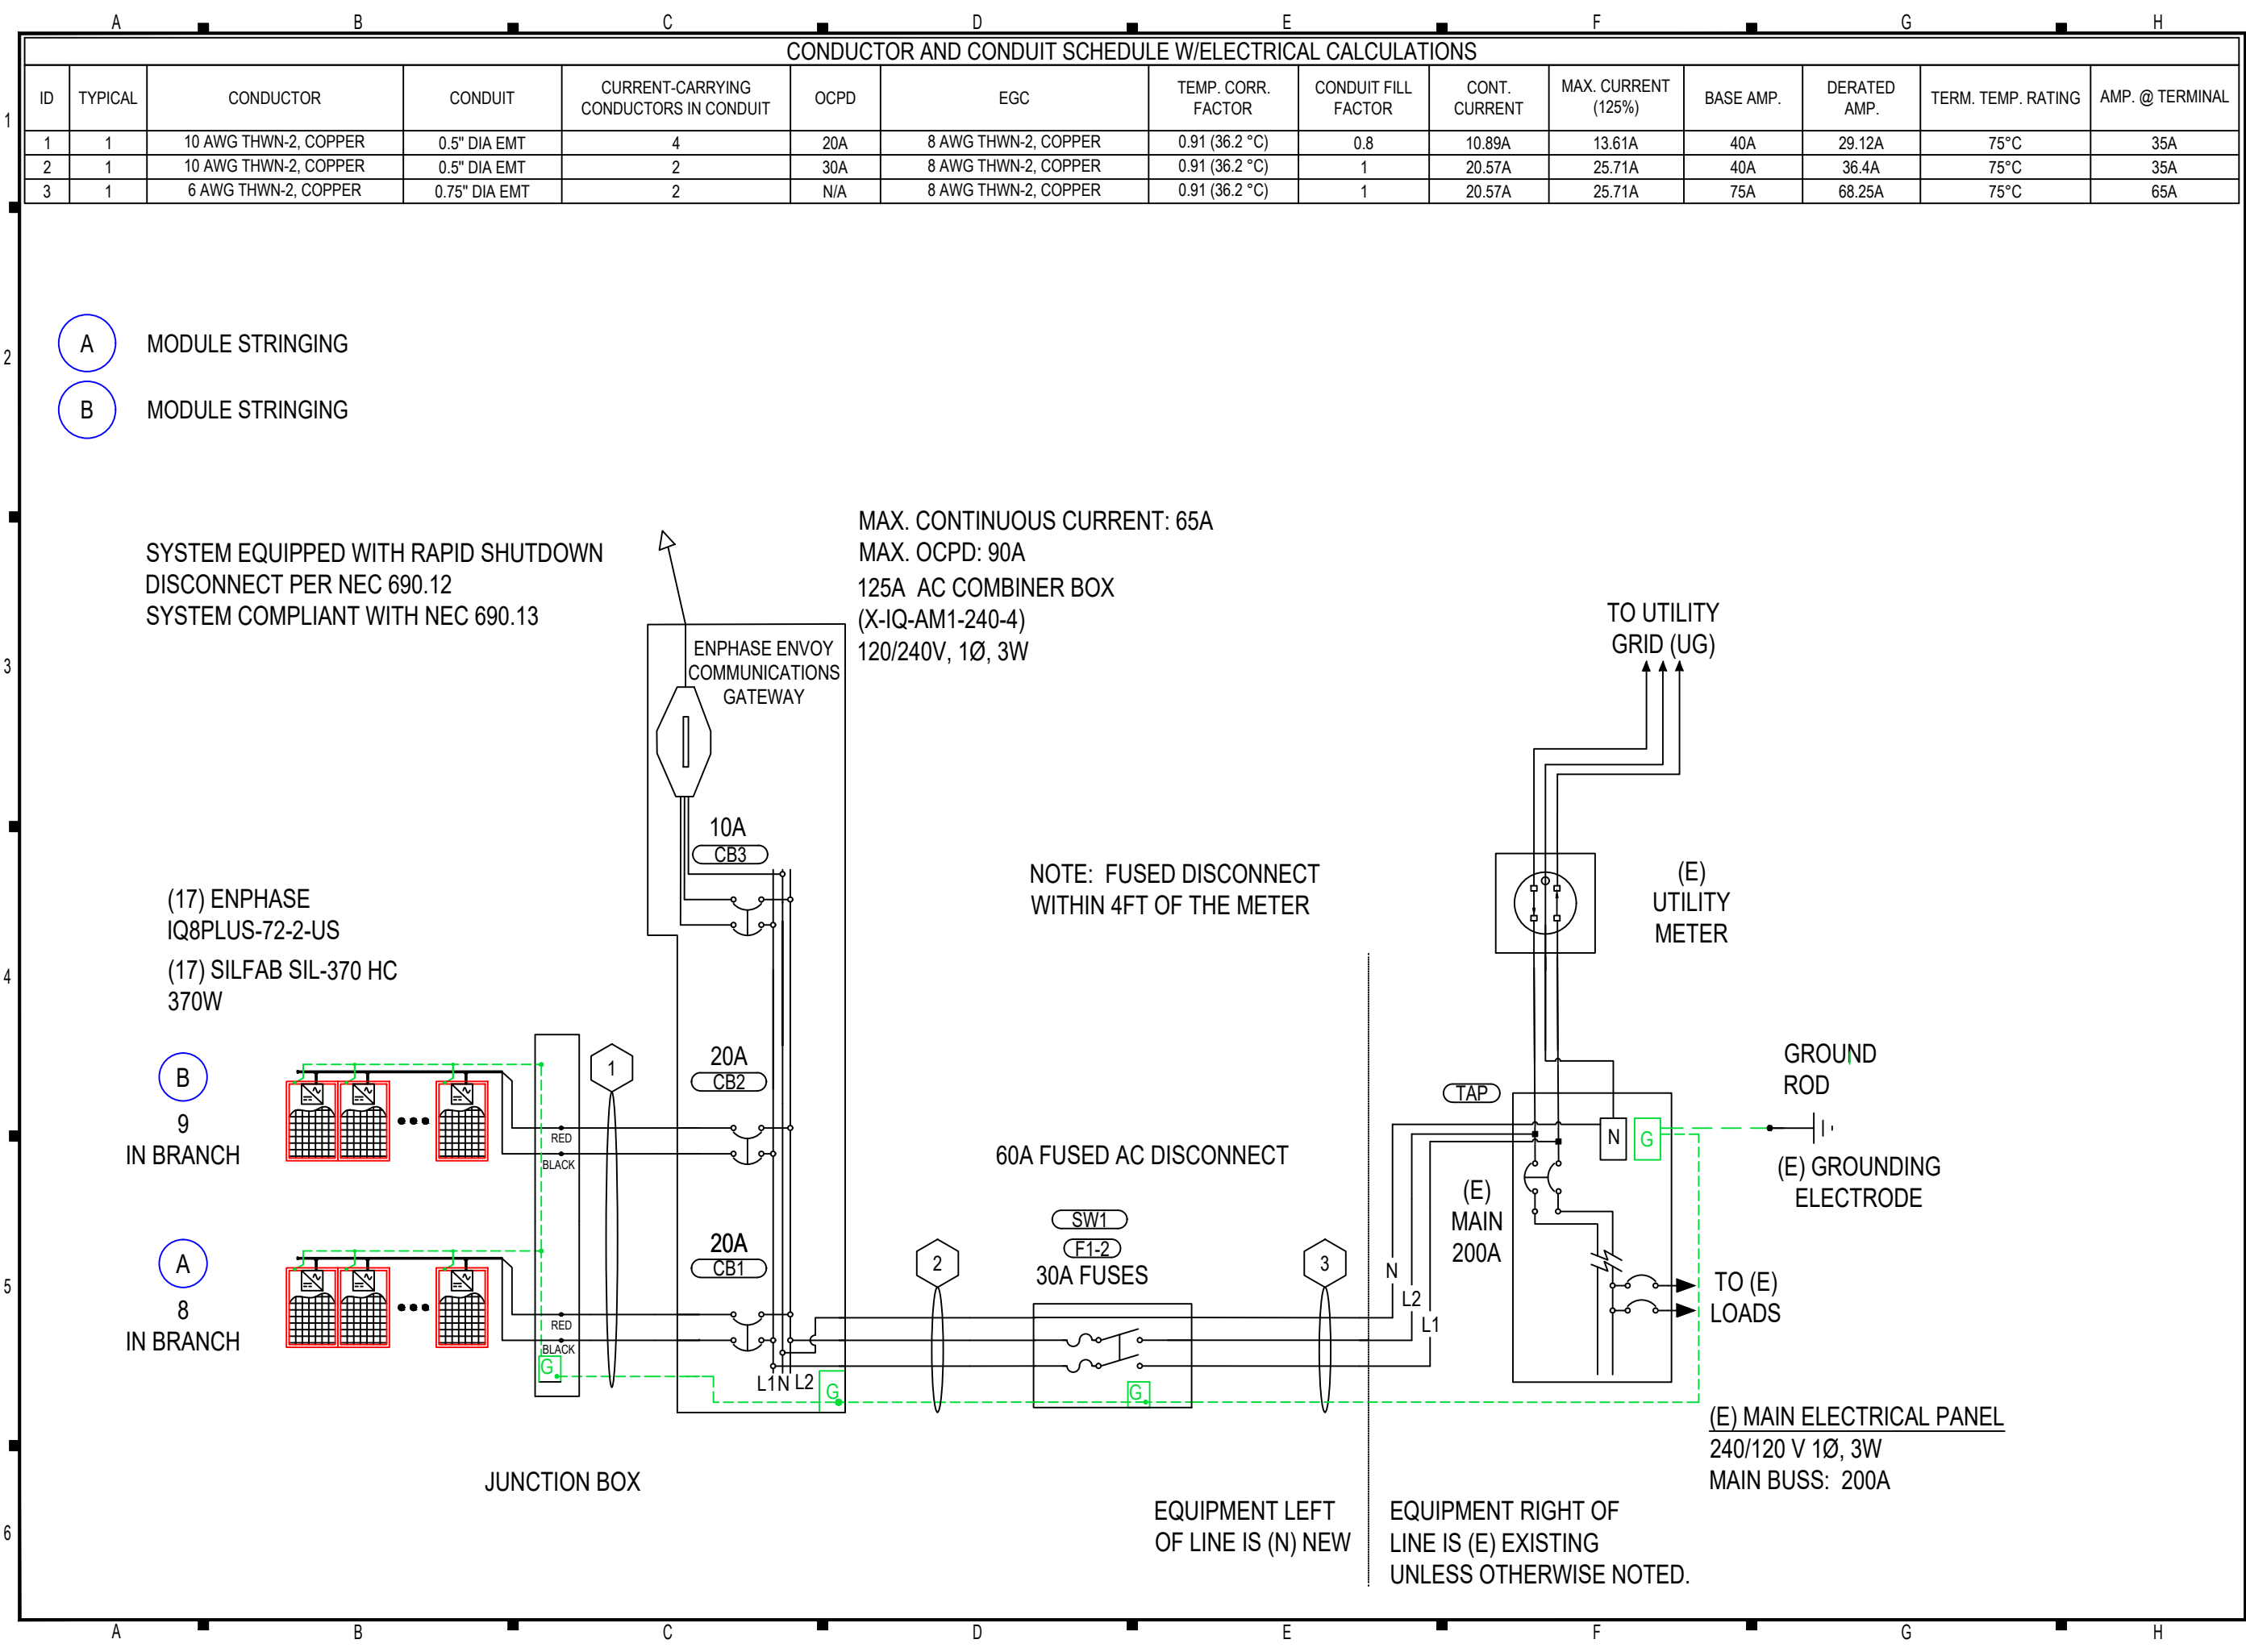 A B C D E F G H
CONDUCTOR AND CONDUIT SCHEDULE W/ELECTRICAL CALCULATIONS
ID TYPICAL CONDUCTOR CONDUIT CURRENT-CARRYING CONDUCTORS IN CONDUIT OCPD EGC TEMP. CORR. FACTOR CONDUIT FILL FACTOR CONT. CURRENT MAX. CURRENT (125%) BASE AMP. DERATED AMP. TERM. TEMP. RATING AMP. @ TERMINAL
1 1 10 AWG THWN-2, COPPER 0.5" DIA EMT 4 20A 8 AWG THWN-2, COPPER 0.91 (36.2 °C) 0.8 10.89A 13.61A 40A 29.12A 75°C 35A
2 1 10 AWG THWN-2, COPPER 0.5" DIA EMT 2 30A 8 AWG THWN-2, COPPER 0.91 (36.2 °C) 1 20.57A 25.71A 40A 36.4A 75°C 35A
3 1 6 AWG THWN-2, COPPER 0.75" DIA EMT 2 N/A 8 AWG THWN-2, COPPER 0.91 (36.2 °C) 1 20.57A 25.71A 75A 68.25A 75°C 65A
1
2
3
4
5
6
A MODULE STRINGING
B MODULE STRINGING
SYSTEM EQUIPPED WITH RAPID SHUTDOWN
DISCONNECT PER NEC 690.12
SYSTEM COMPLIANT WITH NEC 690.13
MAX. CONTINUOUS CURRENT: 65A
MAX. OCPD: 90A
125A AC COMBINER BOX
(X-IQ-AM1-240-4)
120/240V, 1Ø, 3W
ENPHASE ENVOY
COMMUNICATIONS
GATEWAY
TO UTILITY
GRID (UG)
10A
CB3
NOTE: FUSED DISCONNECT
WITHIN 4FT OF THE METER
(E)
UTILITY
METER
(17) ENPHASE
IQ8PLUS-72-2-US
(17) SILFAB SIL-370 HC
370W
B
9
IN BRANCH
A
8
IN BRANCH
RED
BLACK
RED
BLACK
G
1
20A
CB2
20A
CB1
L1 N L2
G
2
60A FUSED AC DISCONNECT
SW1
F1-2
30A FUSES
G
3
N
L2
L1
TAP
(E)
MAIN
200A
N
G
GROUND
ROD
(E) GROUNDING
ELECTRODE
TO (E)
LOADS
(E) MAIN ELECTRICAL PANEL
240/120 V 1Ø, 3W
MAIN BUSS: 200A
JUNCTION BOX
EQUIPMENT LEFT
OF LINE IS (N) NEW
EQUIPMENT RIGHT OF
LINE IS (E) EXISTING
UNLESS OTHERWISE NOTED.
A B C D E F G H